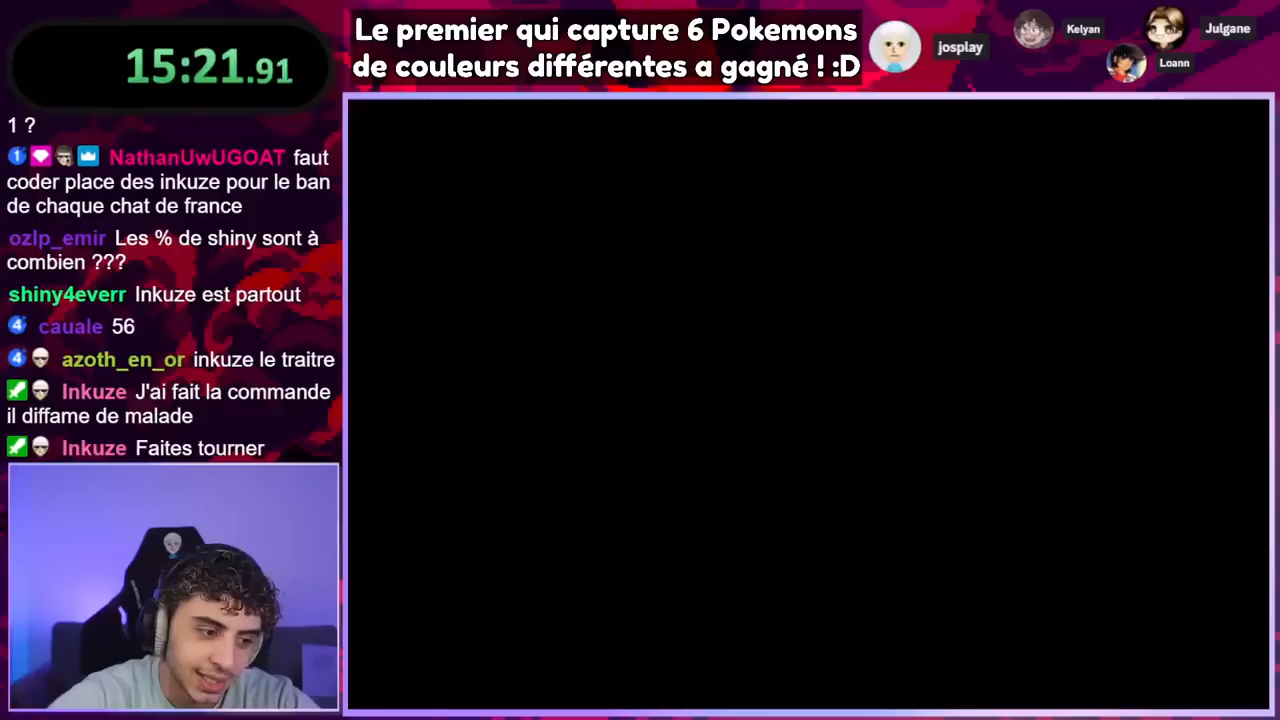 15:21.91
Le premier qui capture 6 Pokemons
de couleurs différentes a gagné ! :D
josplay
Kelyan
Julgane
Loann
1 ?
NathanUwUGOAT faut
coder place des inkuze pour le ban
de chaque chat de france
ozlp_emir Les % de shiny sont à
combien ???
shiny4everr Inkuze est partout
cauale 56
azoth_en_or inkuze le traitre
Inkuze J'ai fait la commande
il diffame de malade
Inkuze Faites tourner